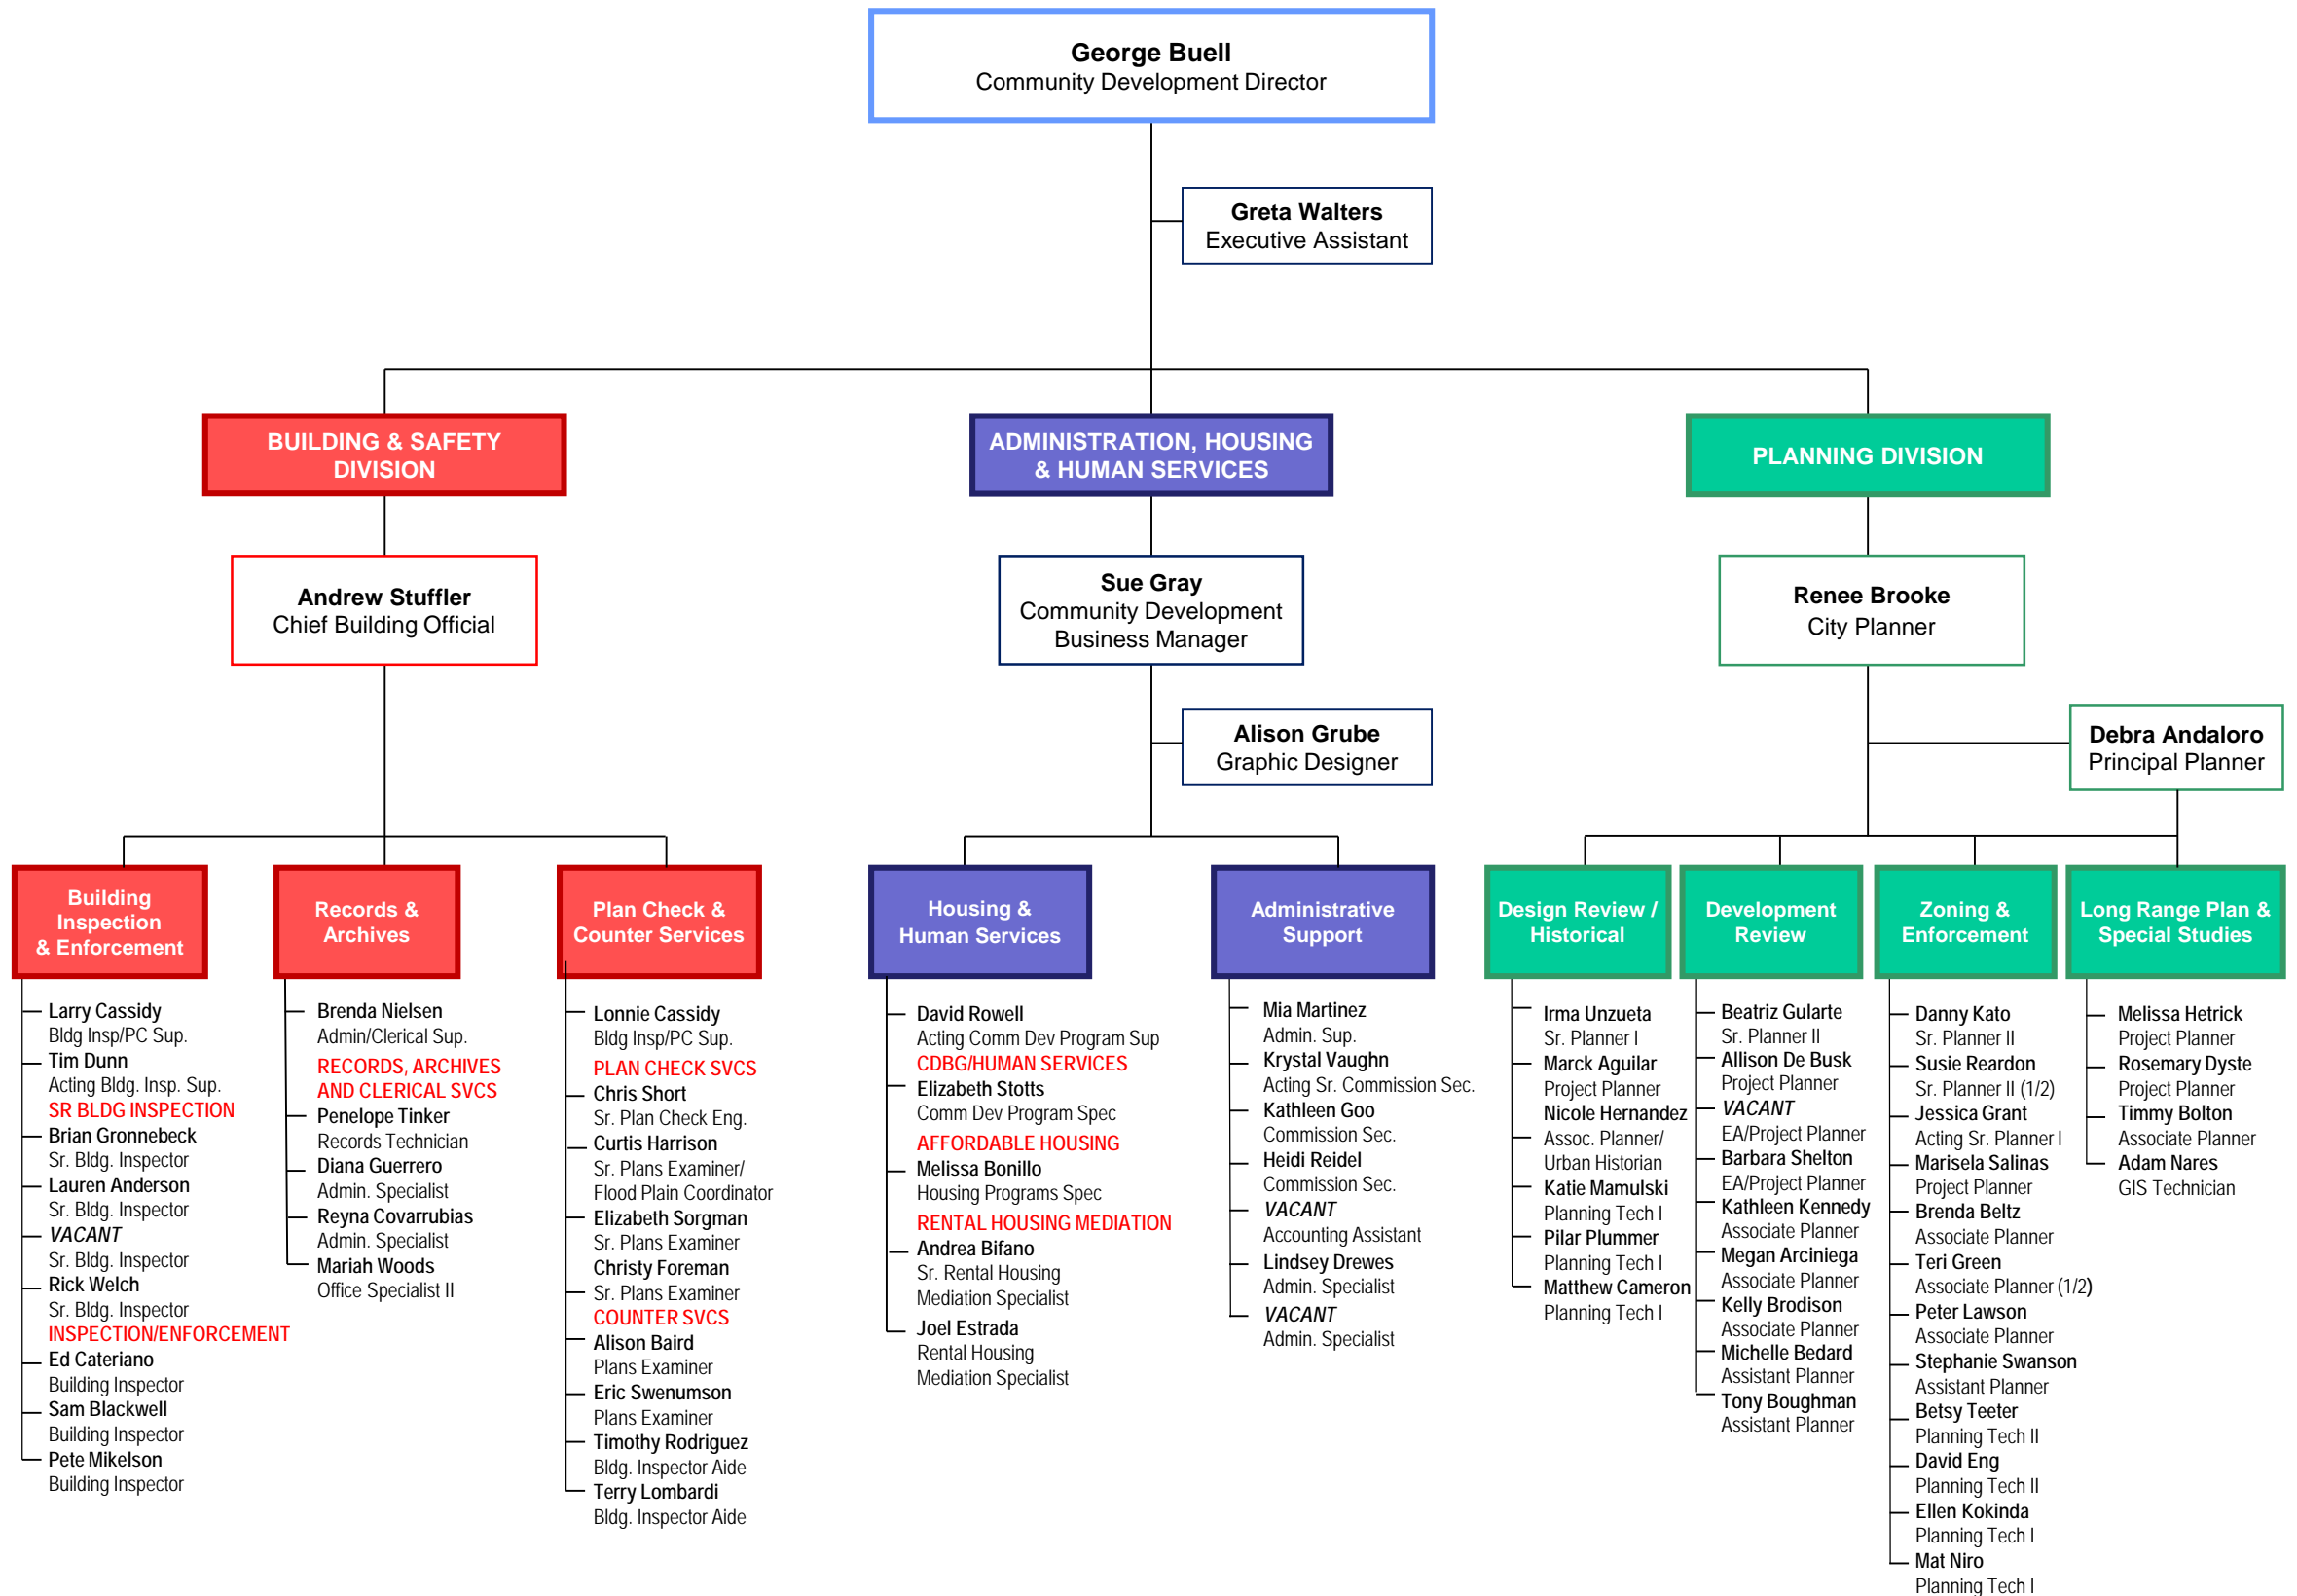 George Buell
Community Development Director
Greta Walters
Executive Assistant
BUILDING & SAFETY
DIVISION
ADMINISTRATION, HOUSING
& HUMAN SERVICES
PLANNING DIVISION
Andrew Stuffler
Chief Building Official
Sue Gray
Community Development
Business Manager
Renee Brooke
City Planner
Alison Grube
Graphic Designer
Debra Andaloro
Principal Planner
Building
Inspection
& Enforcement
Larry Cassidy
Bldg Insp/PC Sup.
Tim Dunn
Acting Bldg. Insp. Sup.
SR BLDG INSPECTION
Brian Gronnebeck
Sr. Bldg. Inspector
Lauren Anderson
Sr. Bldg. Inspector
VACANT
Sr. Bldg. Inspector
Rick Welch
Sr. Bldg. Inspector
INSPECTION/ENFORCEMENT
Ed Cateriano
Building Inspector
Sam Blackwell
Building Inspector
Pete Mikelson
Building Inspector
Records &
Archives
Brenda Nielsen
Admin/Clerical Sup.
RECORDS, ARCHIVES
AND CLERICAL SVCS
Penelope Tinker
Records Technician
Diana Guerrero
Admin. Specialist
Reyna Covarrubias
Admin. Specialist
Mariah Woods
Office Specialist II
Plan Check &
Counter Services
Lonnie Cassidy
Bldg Insp/PC Sup.
PLAN CHECK SVCS
Chris Short
Sr. Plan Check Eng.
Curtis Harrison
Sr. Plans Examiner/
Flood Plain Coordinator
Elizabeth Sorgman
Sr. Plans Examiner
Christy Foreman
Sr. Plans Examiner
COUNTER SVCS
Alison Baird
Plans Examiner
Eric Swenumson
Plans Examiner
Timothy Rodriguez
Bldg. Inspector Aide
Terry Lombardi
Bldg. Inspector Aide
Housing &
Human Services
David Rowell
Acting Comm Dev Program Sup
CDBG/HUMAN SERVICES
Elizabeth Stotts
Comm Dev Program Spec
AFFORDABLE HOUSING
Melissa Bonillo
Housing Programs Spec
RENTAL HOUSING MEDIATION
Andrea Bifano
Sr. Rental Housing
Mediation Specialist
Joel Estrada
Rental Housing
Mediation Specialist
Administrative
Support
Mia Martinez
Admin. Sup.
Krystal Vaughn
Acting Sr. Commission Sec.
Kathleen Goo
Commission Sec.
Heidi Reidel
Commission Sec.
VACANT
Accounting Assistant
Lindsey Drewes
Admin. Specialist
VACANT
Admin. Specialist
Design Review /
Historical
Irma Unzueta
Sr. Planner I
Marck Aguilar
Project Planner
Nicole Hernandez
Assoc. Planner/
Urban Historian
Katie Mamulski
Planning Tech I
Pilar Plummer
Planning Tech I
Matthew Cameron
Planning Tech I
Development
Review
Beatriz Gularte
Sr. Planner II
Allison De Busk
Project Planner
VACANT
EA/Project Planner
Barbara Shelton
EA/Project Planner
Kathleen Kennedy
Associate Planner
Megan Arciniega
Associate Planner
Kelly Brodison
Associate Planner
Michelle Bedard
Assistant Planner
Tony Boughman
Assistant Planner
Zoning &
Enforcement
Danny Kato
Sr. Planner II
Susie Reardon
Sr. Planner II (1/2)
Jessica Grant
Acting Sr. Planner I
Marisela Salinas
Project Planner
Brenda Beltz
Associate Planner
Teri Green
Associate Planner (1/2)
Peter Lawson
Associate Planner
Stephanie Swanson
Assistant Planner
Betsy Teeter
Planning Tech II
David Eng
Planning Tech II
Ellen Kokinda
Planning Tech I
Mat Niro
Planning Tech I
Long Range Plan &
Special Studies
Melissa Hetrick
Project Planner
Rosemary Dyste
Project Planner
Timmy Bolton
Associate Planner
Adam Nares
GIS Technician